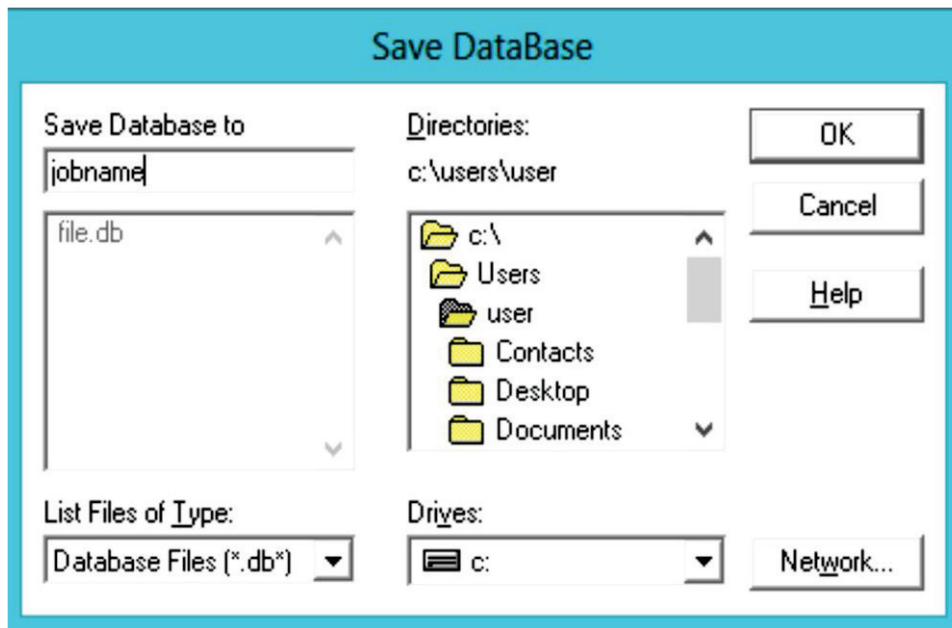 Save DataBase
Save Database to
jobname
file.db
List Files of Type:
Database Files (*.db*)
Directories:
c:\users\user
c:\
Users
user
Contacts
Desktop
Documents
Drives:
c:
OK
Cancel
Help
Network...